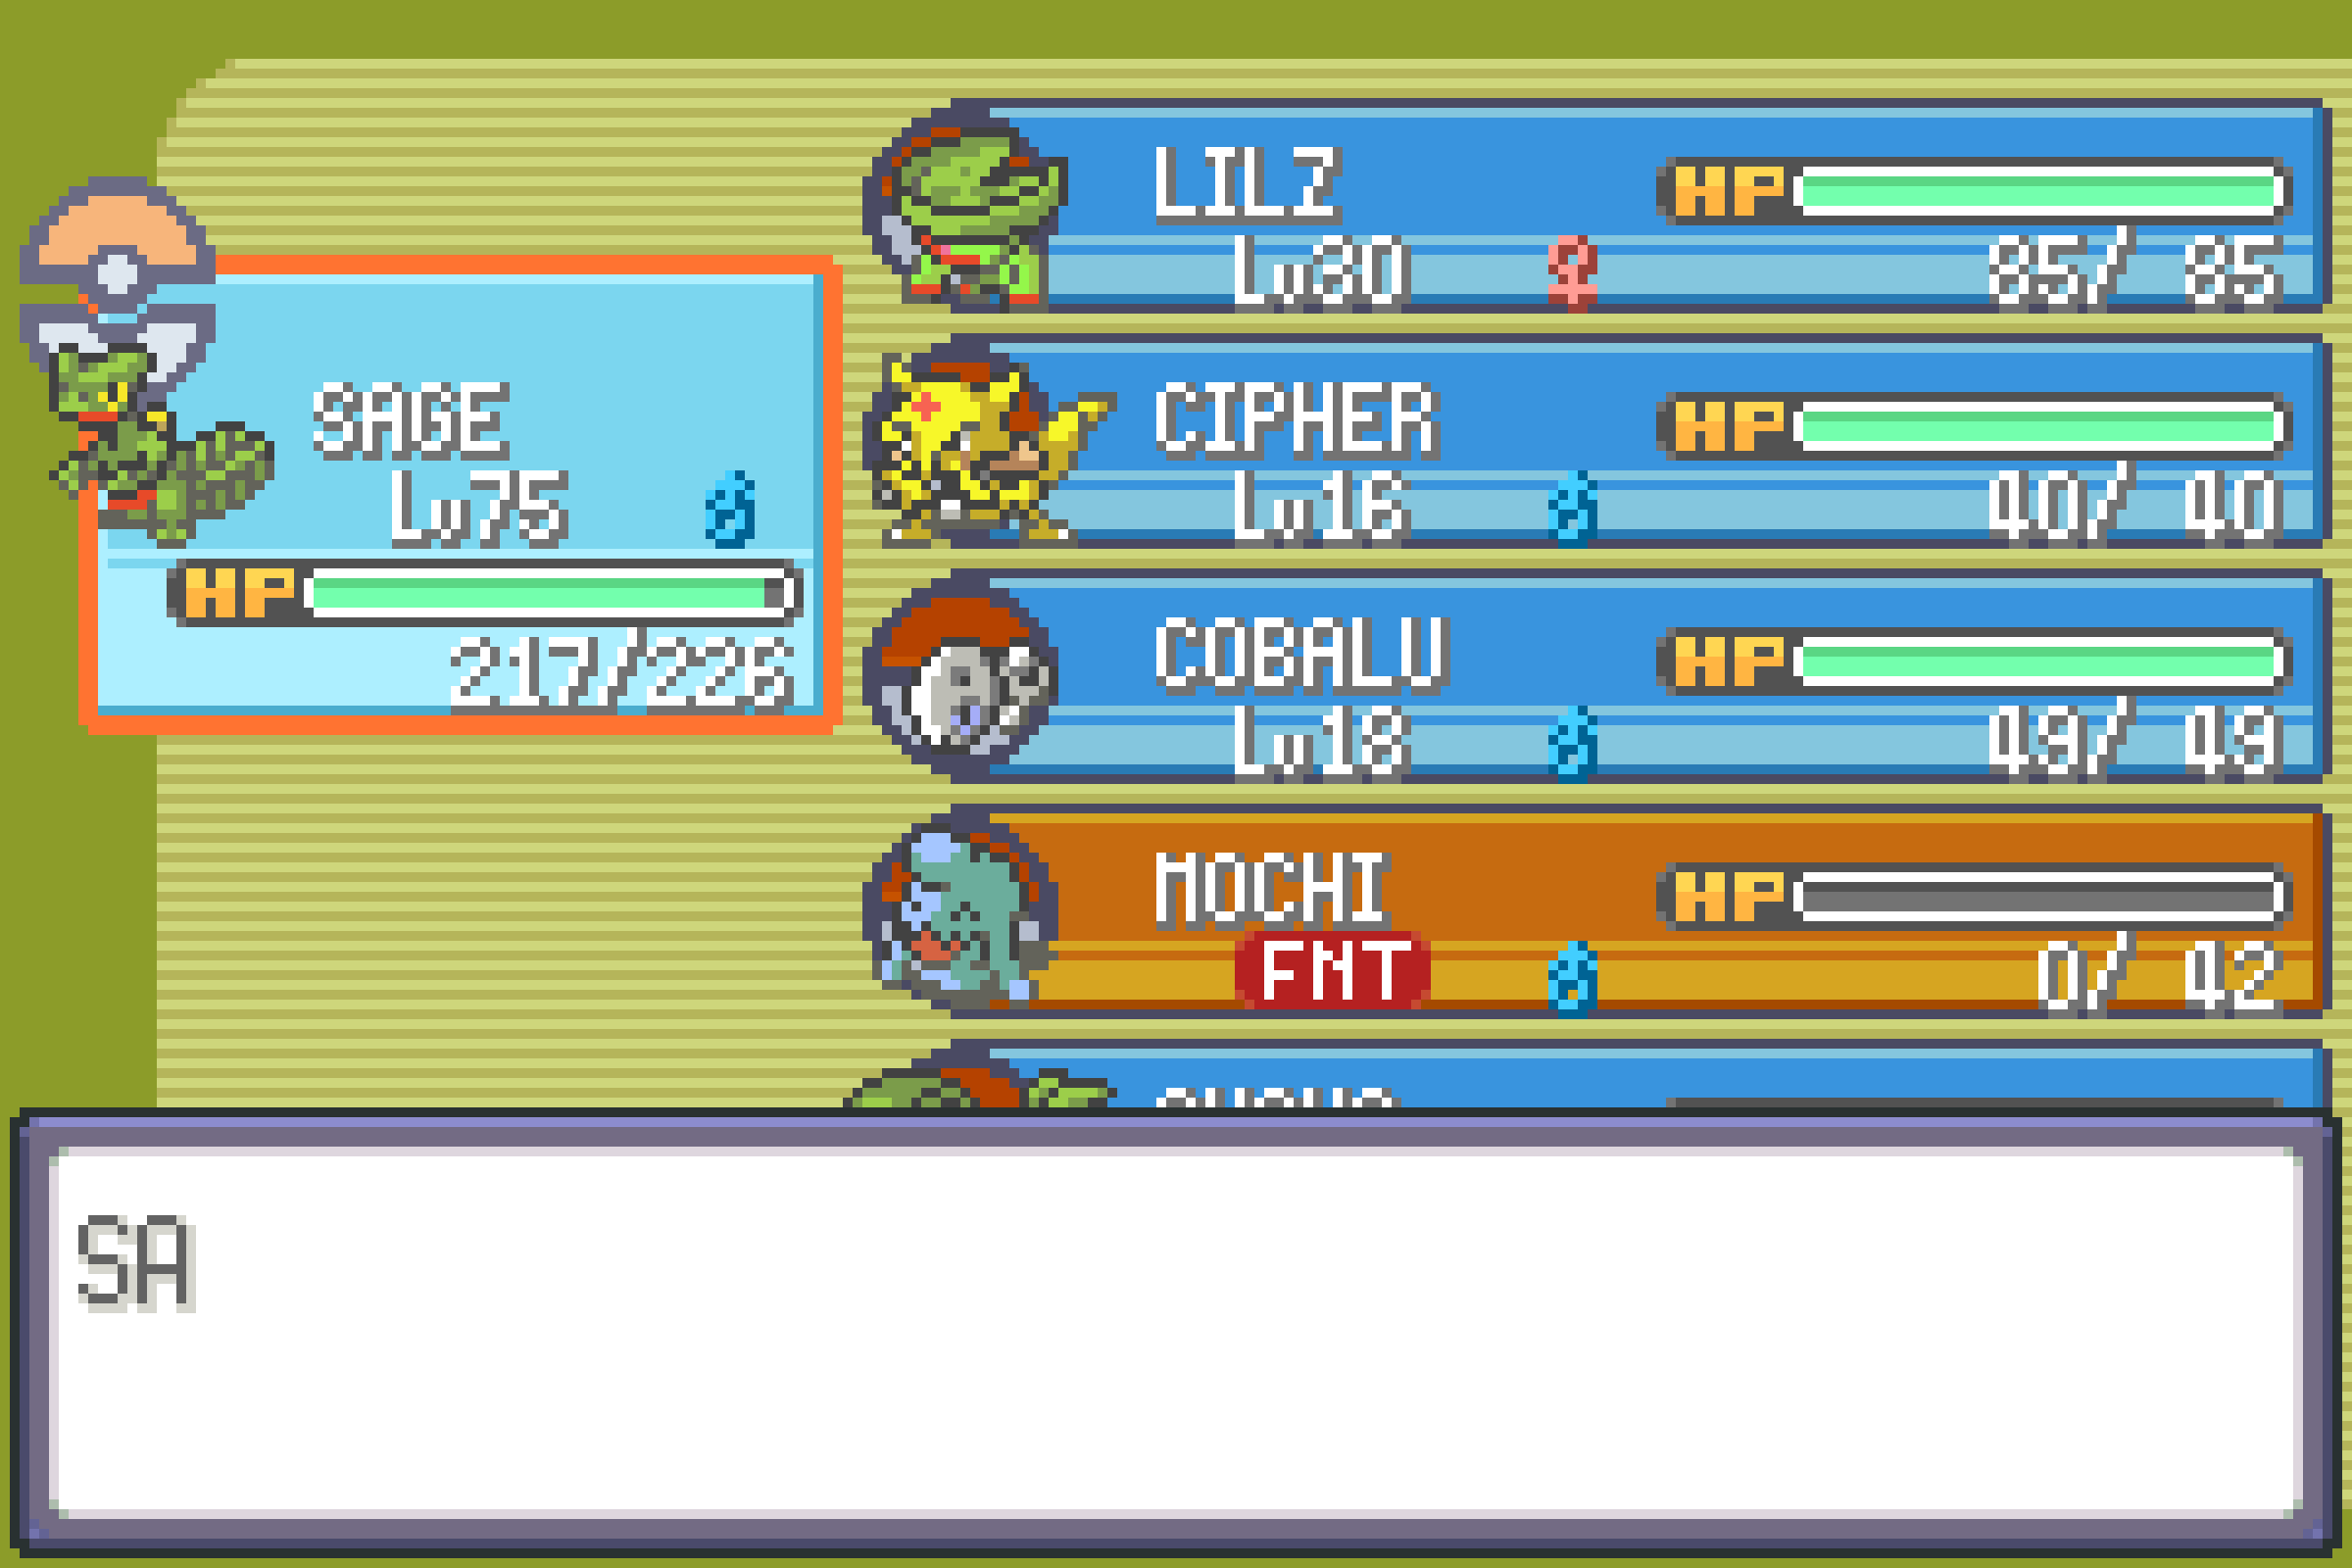 SAGE
Lv75 ♂
HP
217/226
LILZ
HP
Lv30 ♀
85/ 85
CIPHER
HP
Lv16 ♂
40/ 40
COBALU
HP
Lv18 ♂
49/ 49
MOCHI
HP
FNT ♂
0/ 42
SA